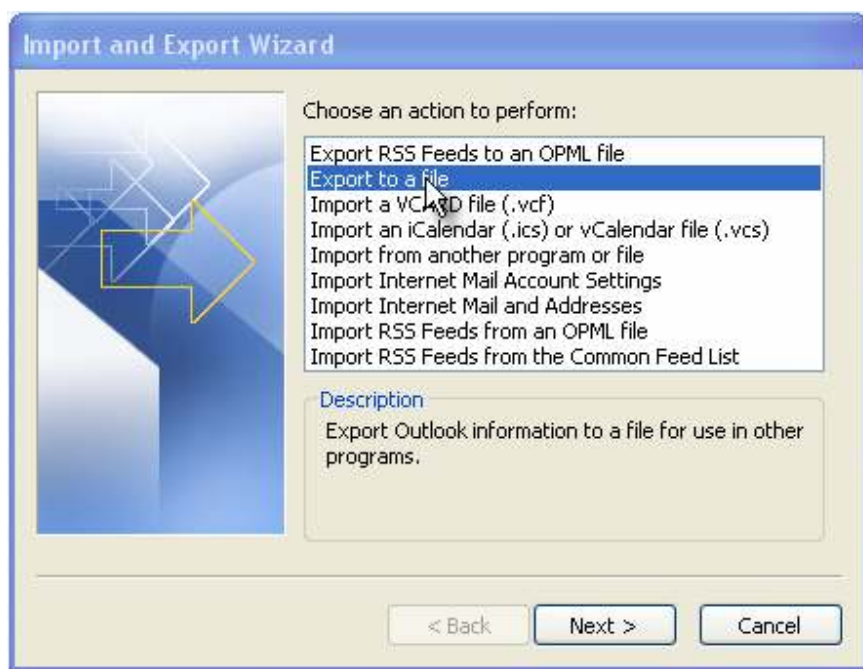 Import and Export Wizard
Choose an action to perform:
Export RSS Feeds to an OPML file
Export to a file
Import a VCARD file (.vcf)
Import an iCalendar (.ics) or vCalendar file (.vcs)
Import from another program or file
Import Internet Mail Account Settings
Import Internet Mail and Addresses
Import RSS Feeds from an OPML file
Import RSS Feeds from the Common Feed List
Description
Export Outlook information to a file for use in other
programs.
< Back Next > Cancel